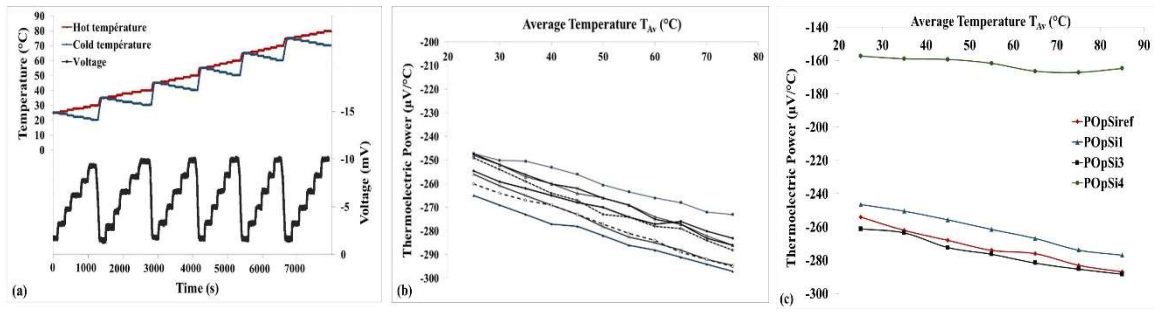 90
80
70
60
50
40
30
20
10
0
Temperature (°C)
Hot température
Cold température
Voltage
-15
-10
-5
0
Voltage (mV)
0 1000 2000 3000 4000 5000 6000 7000
Time (s)
(a)
Average Temperature TAv (°C)
20 30 40 50 60 70 80
-200
-210
-220
-230
-240
-250
-260
-270
-280
-290
-300
Thermoelectric Power (µV/°C)
(b)
Average Temperature TAv (°C)
-140
20 30 40 50 60 70 80 90
-160
-180
-200
-220
-240
-260
-280
-300
Thermoelectric Power (µV/°C)
POpSiref
POpSi1
POpSi3
POpSi4
(c)